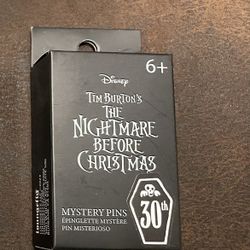 Disney
6+
TIM BURTON'S
THE
NIGHTMARE
BEFORE
CHRISTMAS
MYSTERY PINS
ÉPINGLETTE MYSTÈRE
PIN MISTERIOSO
30th